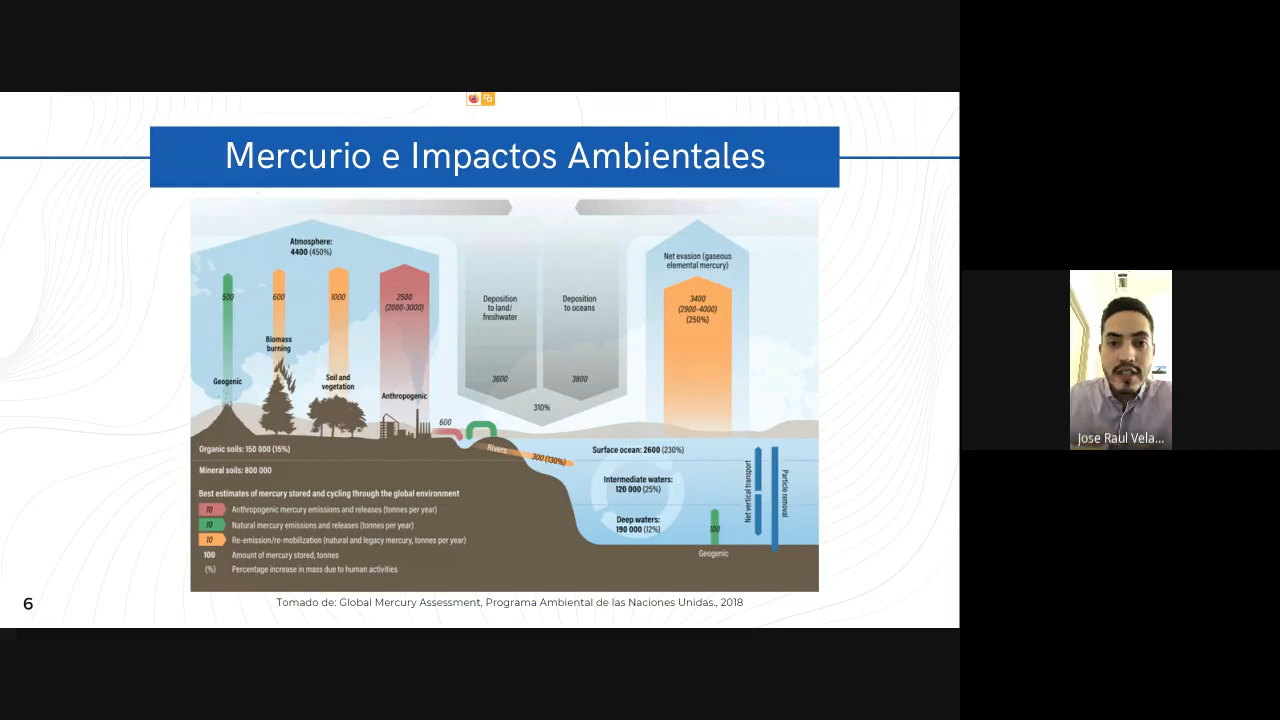 Mercurio e Impactos Ambientales
Atmosphere:
4400 (450%)
Net evasion (gaseous
elemental mercury)
500
600
1000
2500
(2000-3000)
Deposition
to land/
freshwater
Deposition
to oceans
3400
(2900-4000)
(250%)
Biomass
burning
Geogenic
Soil and
vegetation
Anthropogenic
3600
3800
310%
600
Organic soils: 150 000 (15%)
Rivers
300 (130%)
Surface ocean: 2600 (230%)
Mineral soils: 800 000
Intermediate waters:
120 000 (25%)
Net vertical transport
Particle removal
Deep waters:
190 000 (12%)
100
Geogenic
Best estimates of mercury stored and cycling through the global environment
10 Anthropogenic mercury emissions and releases (tonnes per year)
10 Natural mercury emissions and releases (tonnes per year)
10 Re-emission/re-mobilization (natural and legacy mercury, tonnes per year)
100 Amount of mercury stored, tonnes
(%) Percentage increase in mass due to human activities
6
Tomado de: Global Mercury Assessment, Programa Ambiental de las Naciones Unidas., 2018
Jose Raul Vela...